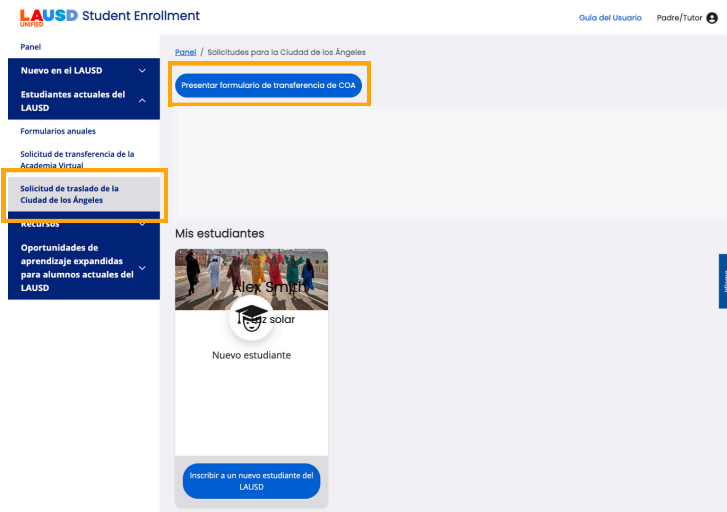 LAUSD
UNIFIED
Student Enrollment
Guía del Usuario
Padre/Tutor
Panel
Nuevo en el LAUSD
Estudiantes actuales del
LAUSD
Formularios anuales
Solicitud de transferencia de la
Academia Virtual
Solicitud de traslado de la
Ciudad de los Ángeles
Recursos
Oportunidades de
aprendizaje expandidas
para alumnos actuales del
LAUSD
Panel / Solicitudes para la Ciudad de los Ángeles
Presentar formulario de transferencia de COA
Mis estudiantes
Alex Smith
solar
Nuevo estudiante
Inscribir a un nuevo estudiante del
LAUSD